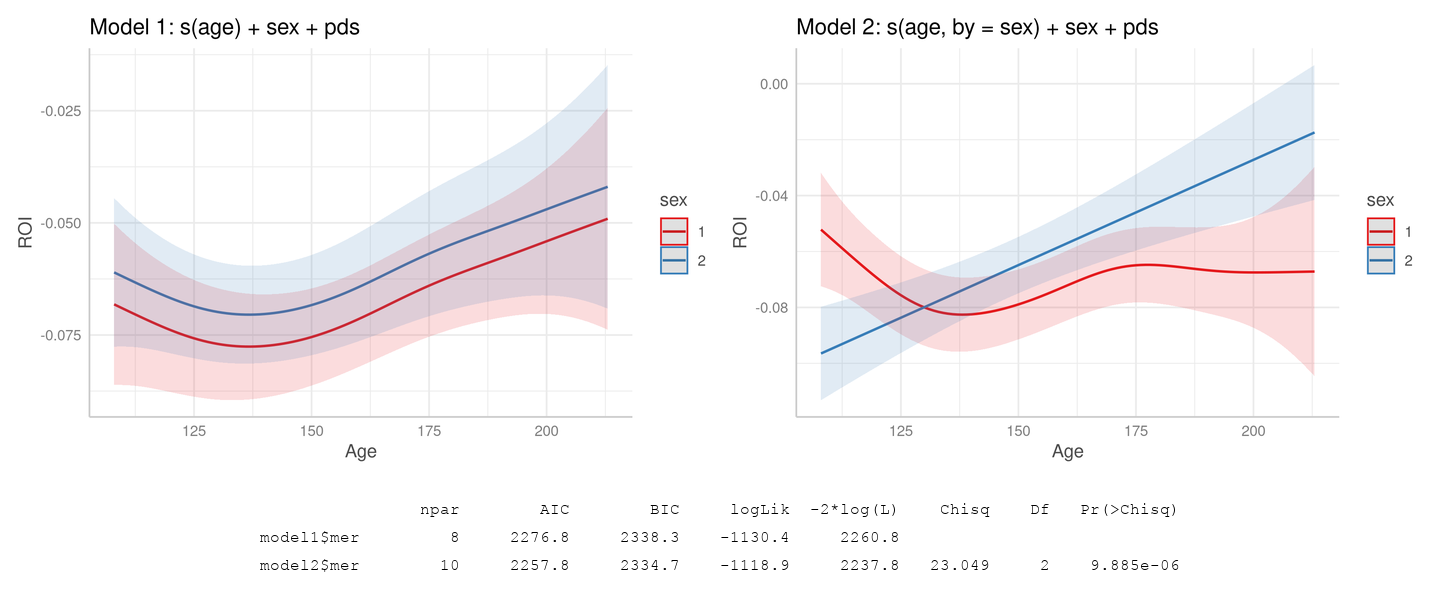 Model 1: s(age) + sex + pds
-0.025
-0.050
-0.075
ROI
125 150 175 200
Age
sex
1
2
Model 2: s(age, by = sex) + sex + pds
0.00
-0.04
-0.08
ROI
125 150 175 200
Age
sex
1
2
npar AIC BIC logLik -2*log(L) Chisq Df Pr(>Chisq)
model1$mer 8 2276.8 2338.3 -1130.4 2260.8
model2$mer 10 2257.8 2334.7 -1118.9 2237.8 23.049 2 9.885e-06